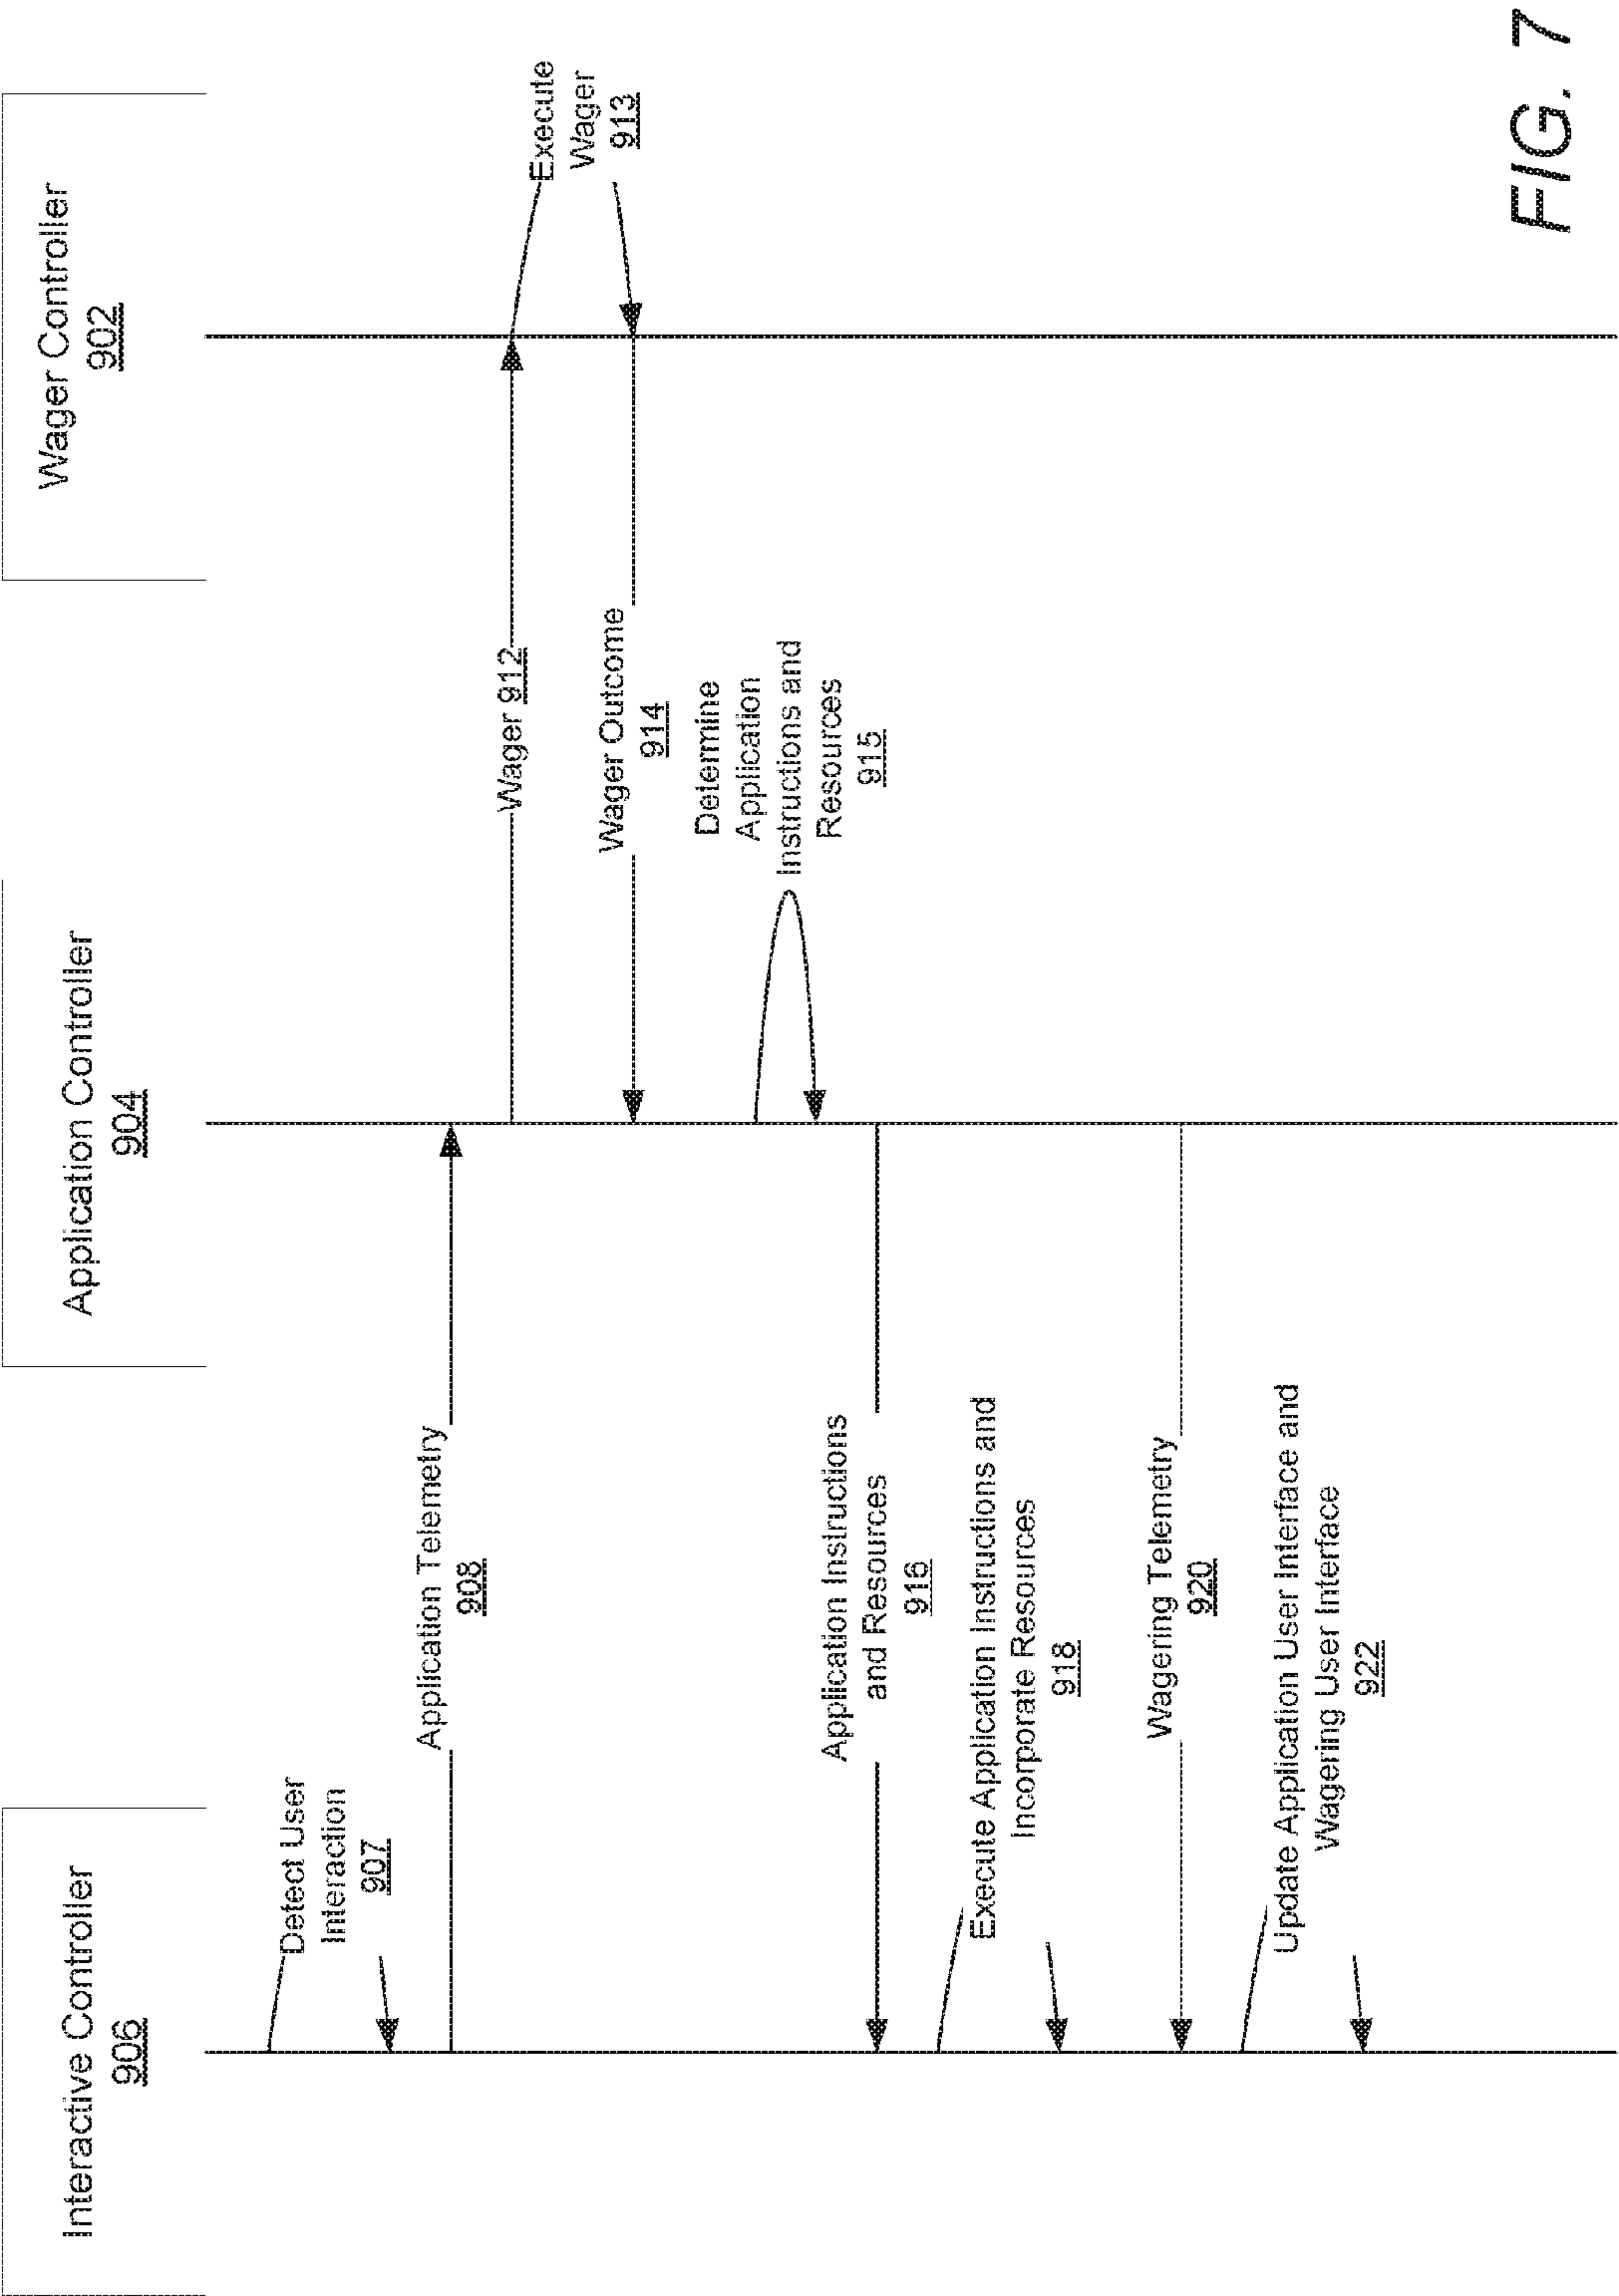 Interactive Controller
906
Application Controller
904
Wager Controller
902
Detect User
Interaction
907
Application Telemetry
908
Wager 912
Execute
Wager
913
Wager Outcome
914
Determine
Application
Instructions and
Resources
915
Application Instructions
and Resources
916
Execute Application Instructions and
Incorporate Resources
918
Wagering Telemetry
920
Update Application User Interface and
Wagering User Interface
922
FIG. 7